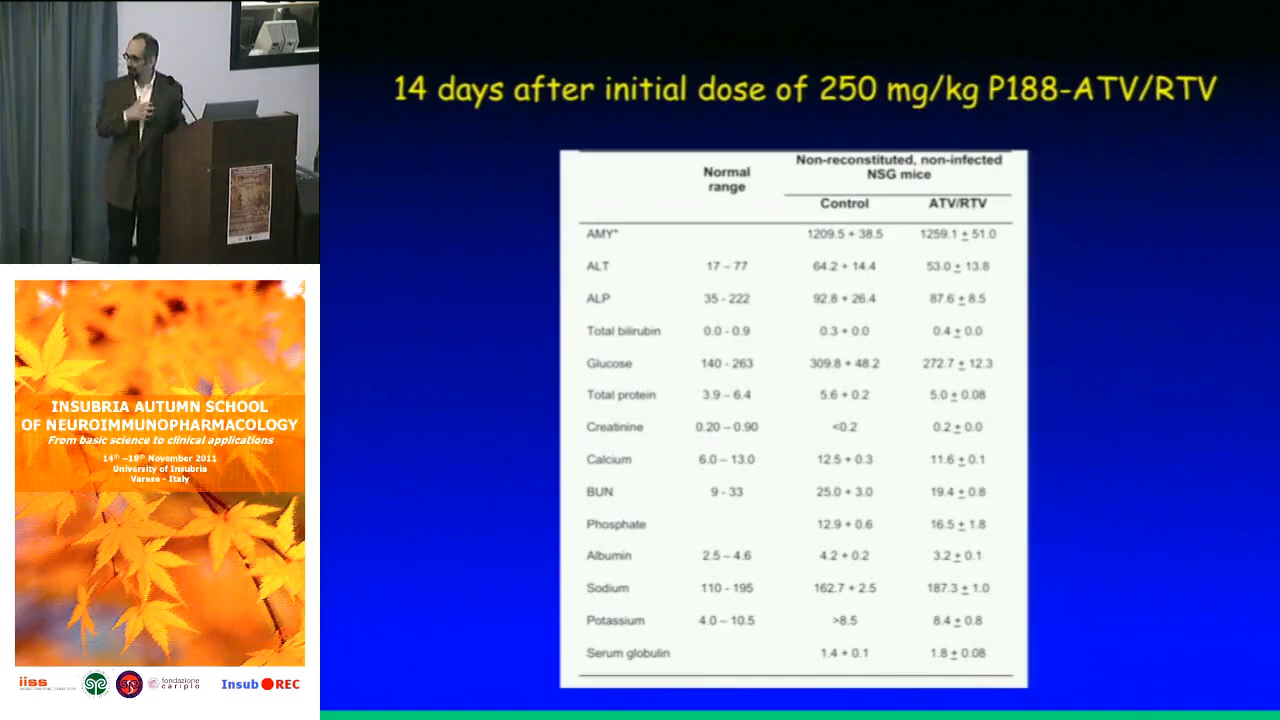 14 days after initial dose of 250 mg/kg P188-ATV/RTV
Normal range
Non-reconstituted, non-infected NSG mice
Control ATV/RTV
AMY* 1209.5 + 38.5 1259.1 ± 51.0
ALT 17 – 77 64.2 + 14.4 53.0 ± 13.8
ALP 35 - 222 92.8 + 26.4 87.6 ± 8.5
Total bilirubin 0.0 - 0.9 0.3 + 0.0 0.4 ± 0.0
Glucose 140 - 263 309.8 + 48.2 272.7 ± 12.3
Total protein 3.9 – 6.4 5.6 + 0.2 5.0 ± 0.08
Creatinine 0.20 – 0.90 <0.2 0.2 ± 0.0
Calcium 6.0 – 13.0 12.5 + 0.3 11.6 ± 0.1
BUN 9 - 33 25.0 + 3.0 19.4 ± 0.8
Phosphate 12.9 + 0.6 16.5 ± 1.8
Albumin 2.5 – 4.6 4.2 + 0.2 3.2 ± 0.1
Sodium 110 - 195 162.7 + 2.5 187.3 ± 1.0
Potassium 4.0 – 10.5 >8.5 8.4 ± 0.8
Serum globulin 1.4 + 0.1 1.8 ± 0.08
INSUBRIA AUTUMN SCHOOL
OF NEUROIMMUNOPHARMACOLOGY
From basic science to clinical applications
14th –18th November 2011
University of Insubria
Varese - Italy
iiss
fondazione
cariplo
Insub REC